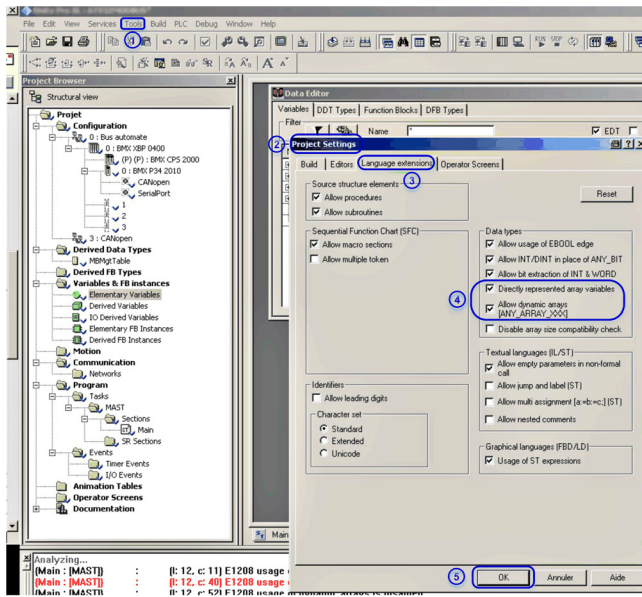 File Edit View Services Tools Build PLC Debug Window Help
1
Project Browser
Structural view
Projet
Configuration
0 : Bus automate
0 : BMX XBP 0400
(P) (P) : BMX CPS 2000
0 : BMX P34 2010
CANopen
SerialPort
1
2
3
3 : CANopen
Derived Data Types
MBMgtTable
Derived FB Types
Variables & FB instances
Elementary Variables
Derived Variables
IO Derived Variables
Elementary FB Instances
Derived FB Instances
Motion
Communication
Networks
Program
Tasks
MAST
Sections
Main
SR Sections
Events
Timer Events
I/O Events
Animation Tables
Operator Screens
Documentation
Data Editor
Variables DDT Types Function Blocks DFB Types
Filter
Name * EDT
2 Project Settings
Build Editors Language extensions Operator Screens
3
Source structure elements
Allow procedures
Allow subroutines
Reset
Sequential Function Chart (SFC)
Allow macro sections
Allow multiple token
Data types
Allow usage of EBOOL edge
Allow INT/DINT in place of ANY_BIT
Allow bit extraction of INT & WORD
4
Directly represented array variables
Allow dynamic arrays
[ANY_ARRAY_XXX]
Disable array size compatibility check
Textual languages (IL/ST)
Allow empty parameters in non-formal
call
Allow jump and label (ST)
Allow multi assignment [a:=b:=c;] (ST)
Allow nested comments
Identifiers
Allow leading digits
Character set
Standard
Extended
Unicode
Graphical languages (FBD/LD)
Usage of ST expressions
Main
5 OK Annuler Aide
Analyzing...
{Main : [MAST]} : (l: 12, c: 11) E1208 usage
{Main : [MAST]} : (l: 12, c: 40) E1208 usage
{Main : [MAST]} : (l: 12, c: 52) E1208 usage of dynamic arrays is disabled